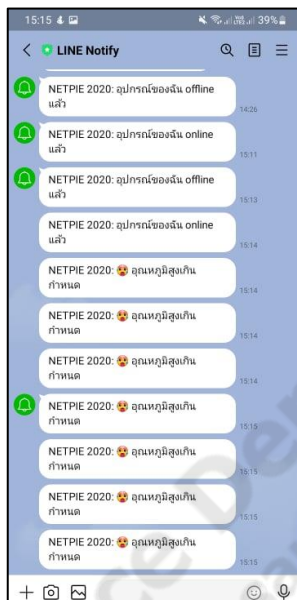 15:15
39%
LINE Notify
NETPIE 2020: อุปกรณ์ของฉัน offline
แล้ว
14:26
NETPIE 2020: อุปกรณ์ของฉัน online
แล้ว
15:11
NETPIE 2020: อุปกรณ์ของฉัน offline
แล้ว
15:13
NETPIE 2020: อุปกรณ์ของฉัน online
แล้ว
15:14
NETPIE 2020: 🥵 อุณหภูมิสูงเกิน
กำหนด
15:14
NETPIE 2020: 🥵 อุณหภูมิสูงเกิน
กำหนด
15:14
NETPIE 2020: 🥵 อุณหภูมิสูงเกิน
กำหนด
15:14
NETPIE 2020: 🥵 อุณหภูมิสูงเกิน
กำหนด
15:15
NETPIE 2020: 🥵 อุณหภูมิสูงเกิน
กำหนด
15:15
NETPIE 2020: 🥵 อุณหภูมิสูงเกิน
กำหนด
15:15
NETPIE 2020: 🥵 อุณหภูมิสูงเกิน
กำหนด
15:15